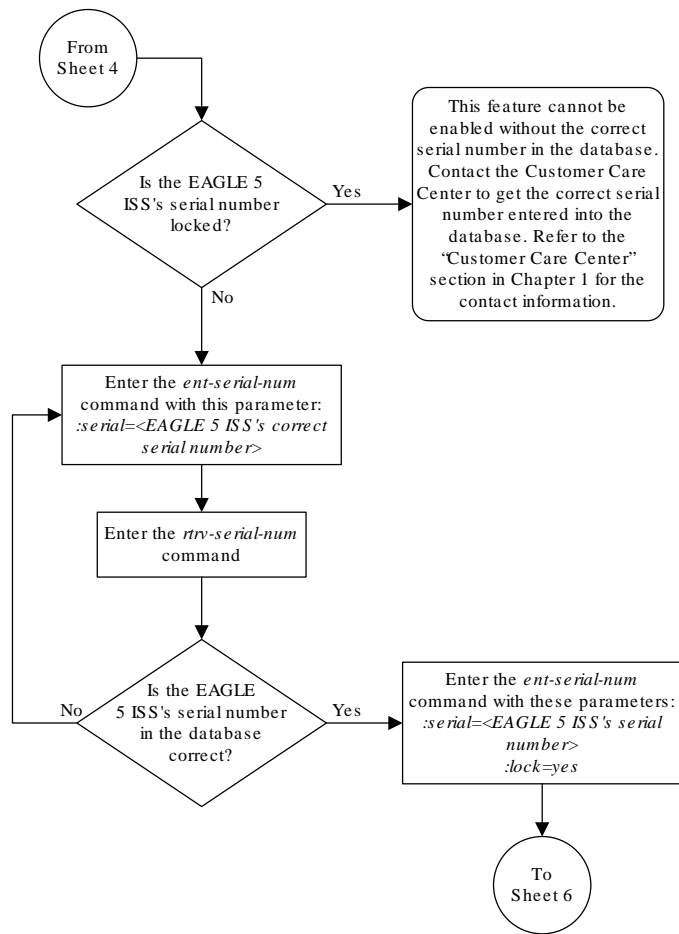 From
Sheet 4
Is the EAGLE 5
ISS's serial number
locked?
Yes
This feature cannot be
enabled without the correct
serial number in the database.
Contact the Customer Care
Center to get the correct serial
number entered into the
database. Refer to the
“Customer Care Center”
section in Chapter 1 for the
contact information.
No
Enter the ent-serial-num
command with this parameter:
:serial=<EAGLE 5 ISS's correct
serial number>
Enter the rtrv-serial-num
command
Is the EAGLE
5 ISS's serial number
in the database
correct?
No
Yes
Enter the ent-serial-num
command with these parameters:
:serial=<EAGLE 5 ISS's serial
number>
:lock=yes
To
Sheet 6